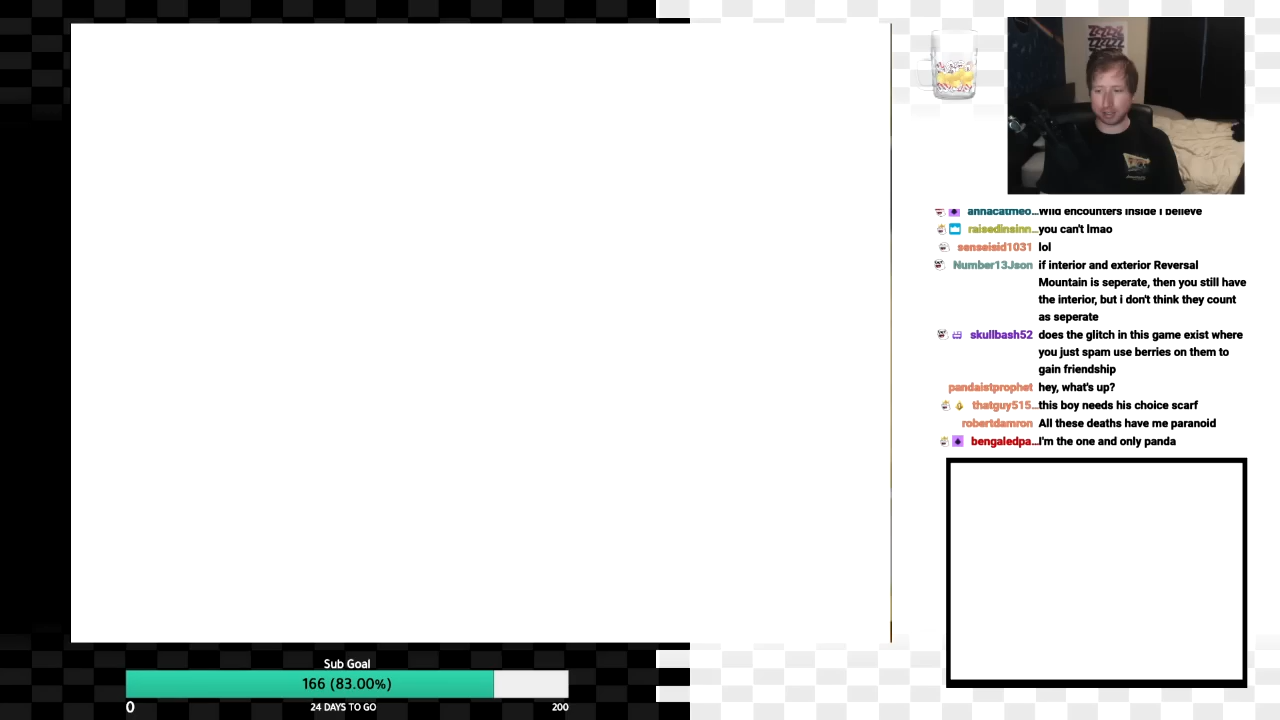 annacatmeo... wild encounters inside i believe
raisedinsinn... you can't lmao
senseisid1031 lol
Number13Json if interior and exterior Reversal
Mountain is seperate, then you still have
the interior, but i don't think they count
as seperate
skullbash52 does the glitch in this game exist where
you just spam use berries on them to
gain friendship
pandaistprophet hey, what's up?
thatguy515... this boy needs his choice scarf
robertdamron All these deaths have me paranoid
bengaledpa... I'm the one and only panda
Sub Goal
166 (83.00%)
0 24 DAYS TO GO 200